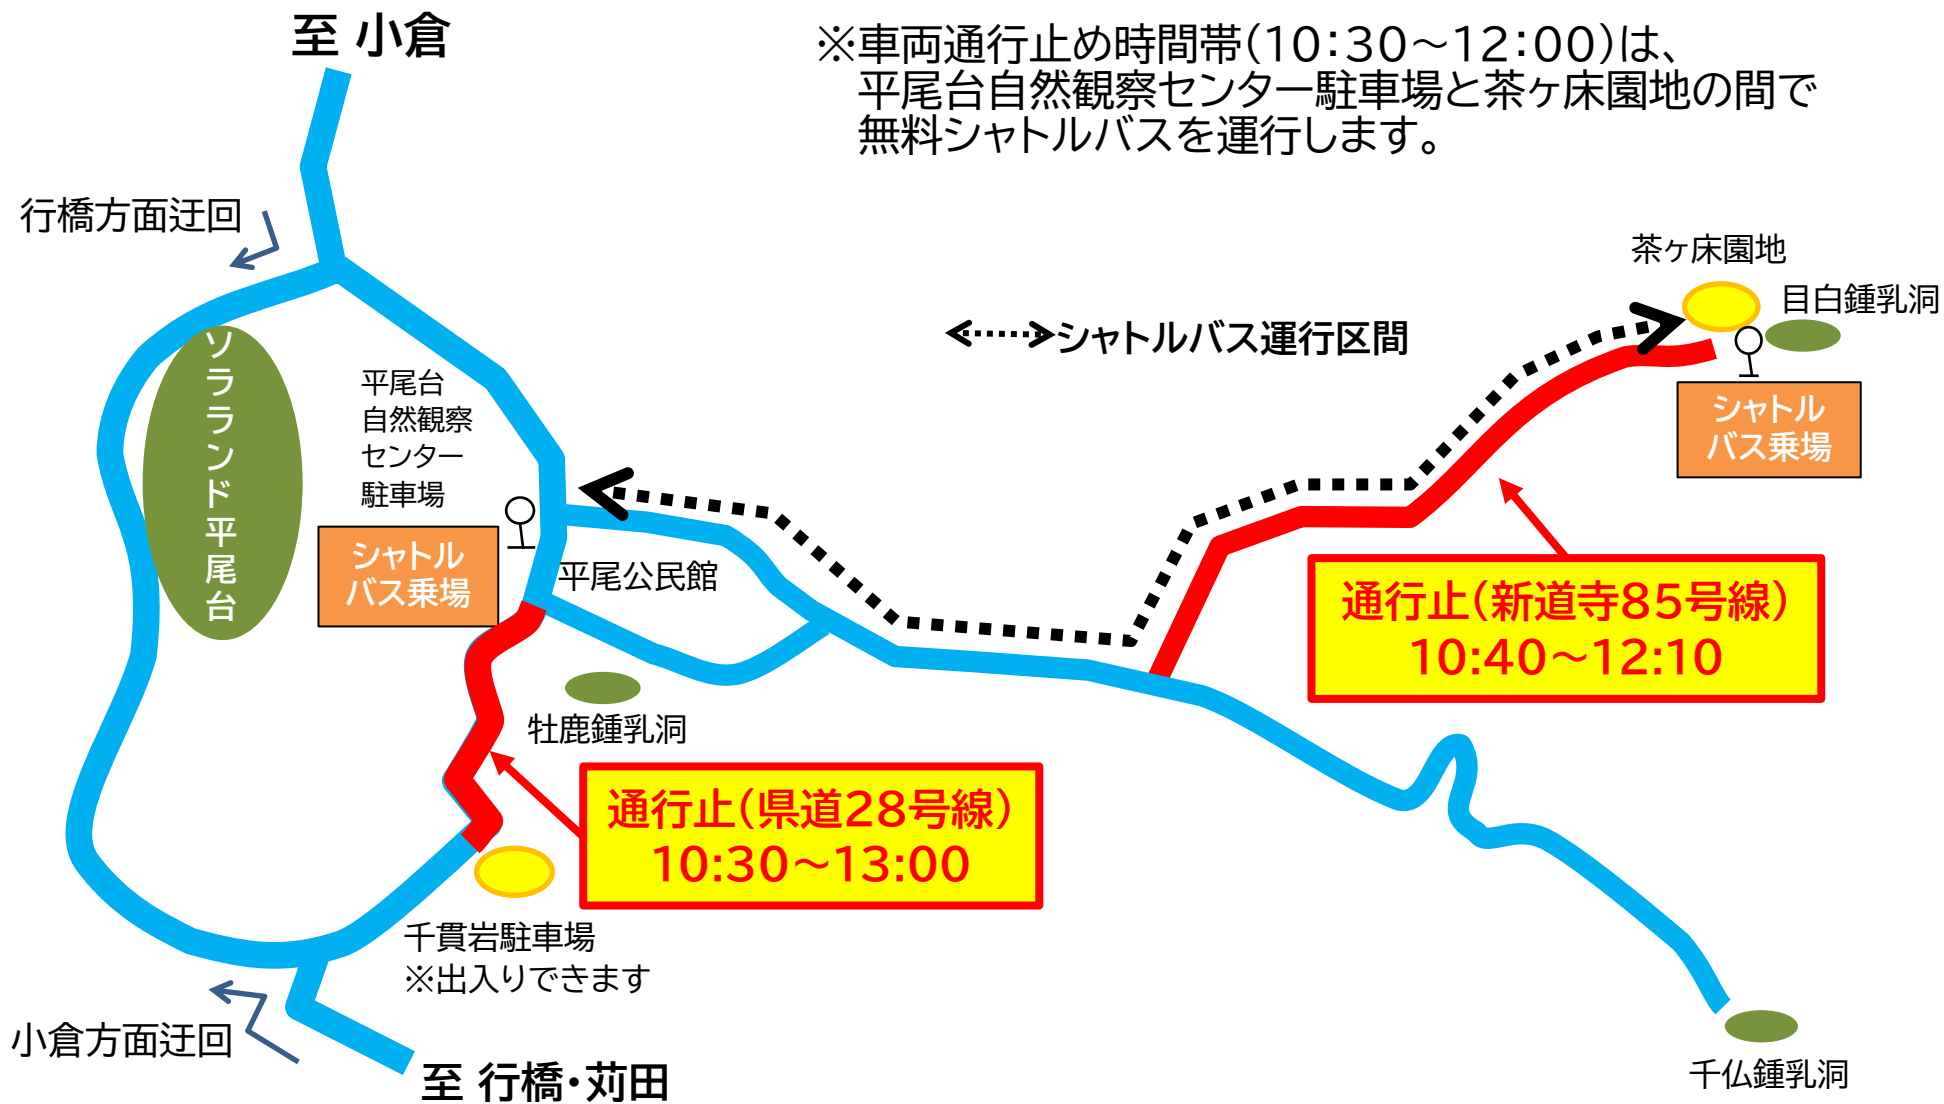 至 小倉
※車両通行止め時間帯(10:30～12:00)は、
平尾台自然観察センター駐車場と茶ヶ床園地の間で
無料シャトルバスを運行します。
行橋方面迂回
茶ヶ床園地
目白鍾乳洞
シャトルバス運行区間
ソラランド平尾台
平尾台
自然観察
センター
駐車場
シャトル
バス乗場
シャトル
バス乗場
平尾公民館
通行止(新道寺85号線)
10:40～12:10
牡鹿鍾乳洞
通行止(県道28号線)
10:30～13:00
千貫岩駐車場
※出入りできます
小倉方面迂回
至 行橋・苅田
千仏鍾乳洞